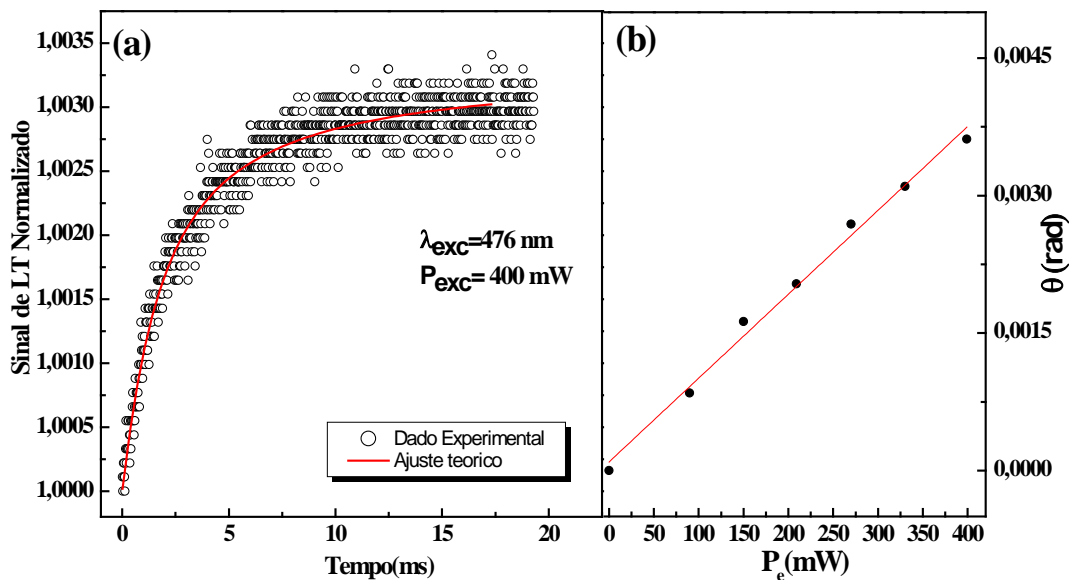 (a)
Sinal de LT Normalizado
1,0035
1,0030
1,0025
1,0020
1,0015
1,0010
1,0005
1,0000
λexc=476 nm
Pexc= 400 mW
Dado Experimental
Ajuste teorico
0 5 10 15 20
Tempo(ms)
(b)
0,0045
0,0030
0,0015
0,0000
θ (rad)
0 50 100 150 200 250 300 350 400
Pe(mW)